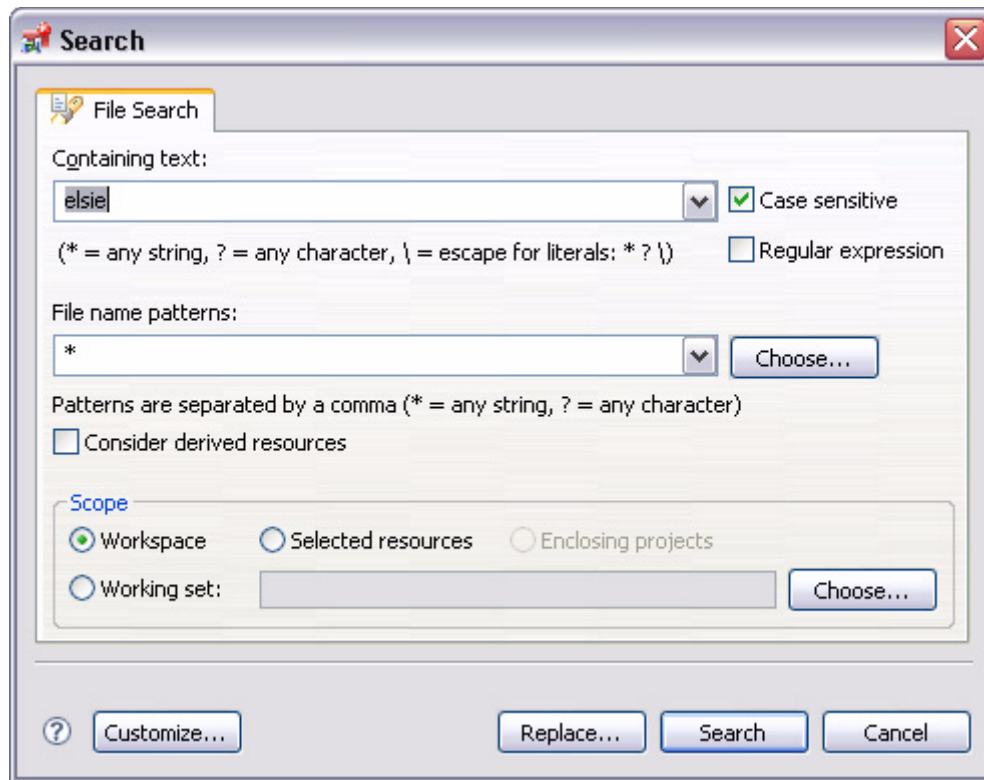 Search
File Search
Containing text:
elsie
Case sensitive
(* = any string, ? = any character, \ = escape for literals: * ? \)
Regular expression
File name patterns:
*
Choose...
Patterns are separated by a comma (* = any string, ? = any character)
Consider derived resources
Scope
Workspace
Selected resources
Enclosing projects
Working set:
Choose...
?
Customize...
Replace...
Search
Cancel